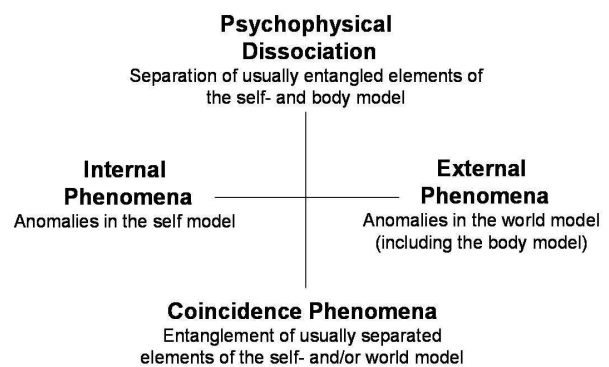 Psychophysical
Dissociation
Separation of usually entangled elements of
the self- and body model
Internal
Phenomena
Anomalies in the self model
External
Phenomena
Anomalies in the world model
(including the body model)
Coincidence Phenomena
Entanglement of usually separated
elements of the self- and/or world model